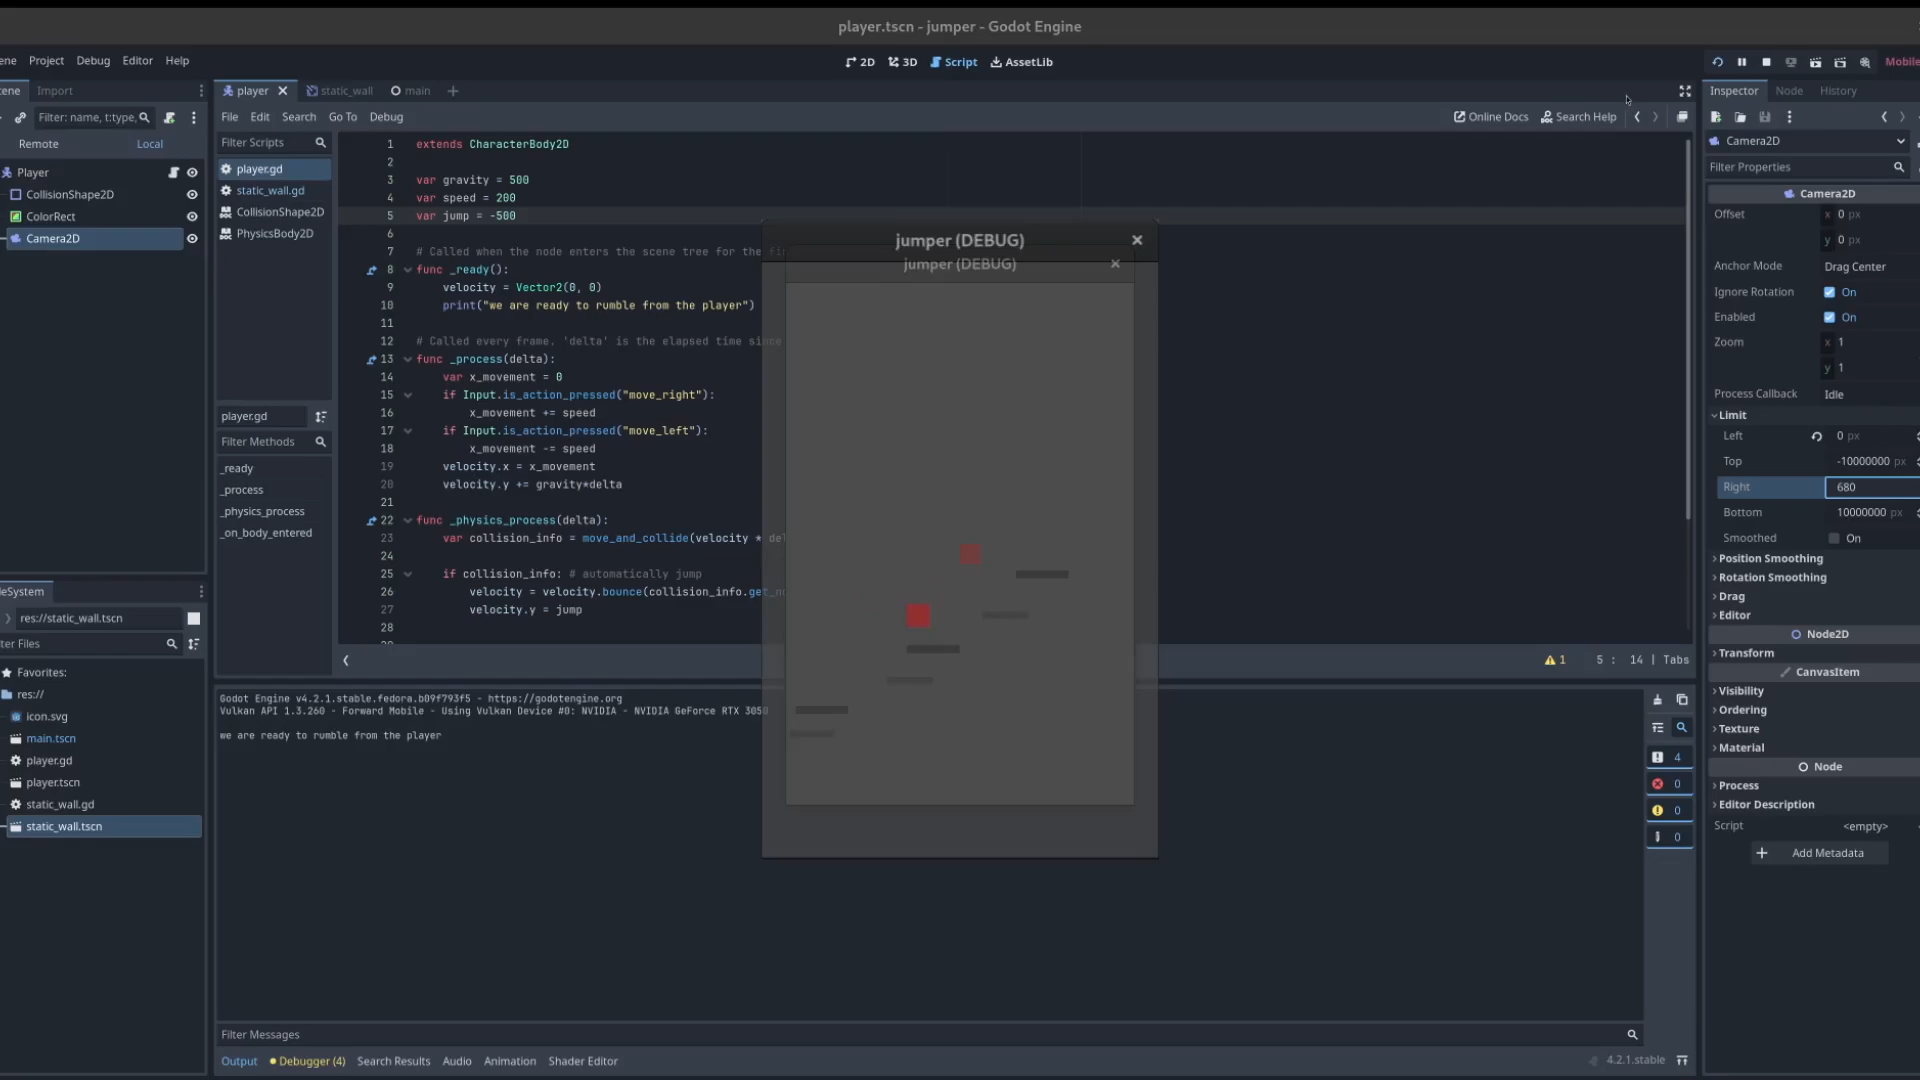 player.tscn - jumper - Godot Engine
ene Project Debug Editor Help
2D 3D Script AssetLib
Mobile
ene Import
player static_wall main
Inspector Node History
Filter: name, t:type,
File Edit Search Go To Debug
Online Docs Search Help
Remote Local
Filter Scripts
Camera2D
Filter Properties
Player
CollisionShape2D
ColorRect
Camera2D
player.gd
static_wall.gd
CollisionShape2D
PhysicsBody2D
player.gd
Filter Methods
_ready
_process
_physics_process
_on_body_entered
1 extends CharacterBody2D
2
3 var gravity = 500
4 var speed = 200
5 var jump = -500
6
7 # Called when the node enters the scene tree for the fi
8 func _ready():
9 velocity = Vector2(0, 0)
10 print("we are ready to rumble from the player")
11
12 # Called every frame. 'delta' is the elapsed time since
13 func _process(delta):
14 var x_movement = 0
15 if Input.is_action_pressed("move_right"):
16 x_movement += speed
17 if Input.is_action_pressed("move_left"):
18 x_movement -= speed
19 velocity.x = x_movement
20 velocity.y += gravity*delta
21
22 func _physics_process(delta):
23 var collision_info = move_and_collide(velocity * del
24
25 if collision_info: # automatically jump
26 velocity = velocity.bounce(collision_info.get_no
27 velocity.y = jump
28
jumper (DEBUG)
jumper (DEBUG)
1 5 : 14 | Tabs
Camera2D
Offset x 0 px
y 0 px
Anchor Mode Drag Center
Ignore Rotation On
Enabled On
Zoom x 1
y 1
Process Callback Idle
Limit
Left 0 px
Top -10000000 px
Right 680
Bottom 10000000 px
Smoothed On
Position Smoothing
Rotation Smoothing
Drag
Editor
Node2D
Transform
CanvasItem
Visibility
Ordering
Texture
Material
Node
Process
Editor Description
Script <empty>
Add Metadata
eSystem
res://static_wall.tscn
ter Files
Favorites:
res://
icon.svg
main.tscn
player.gd
player.tscn
static_wall.gd
static_wall.tscn
Godot Engine v4.2.1.stable.fedora.b09f793f5 - https://godotengine.org
Vulkan API 1.3.260 - Forward Mobile - Using Vulkan Device #0: NVIDIA - NVIDIA GeForce RTX 3050
we are ready to rumble from the player
4
0
0
0
Filter Messages
Output Debugger (4) Search Results Audio Animation Shader Editor
4.2.1.stable